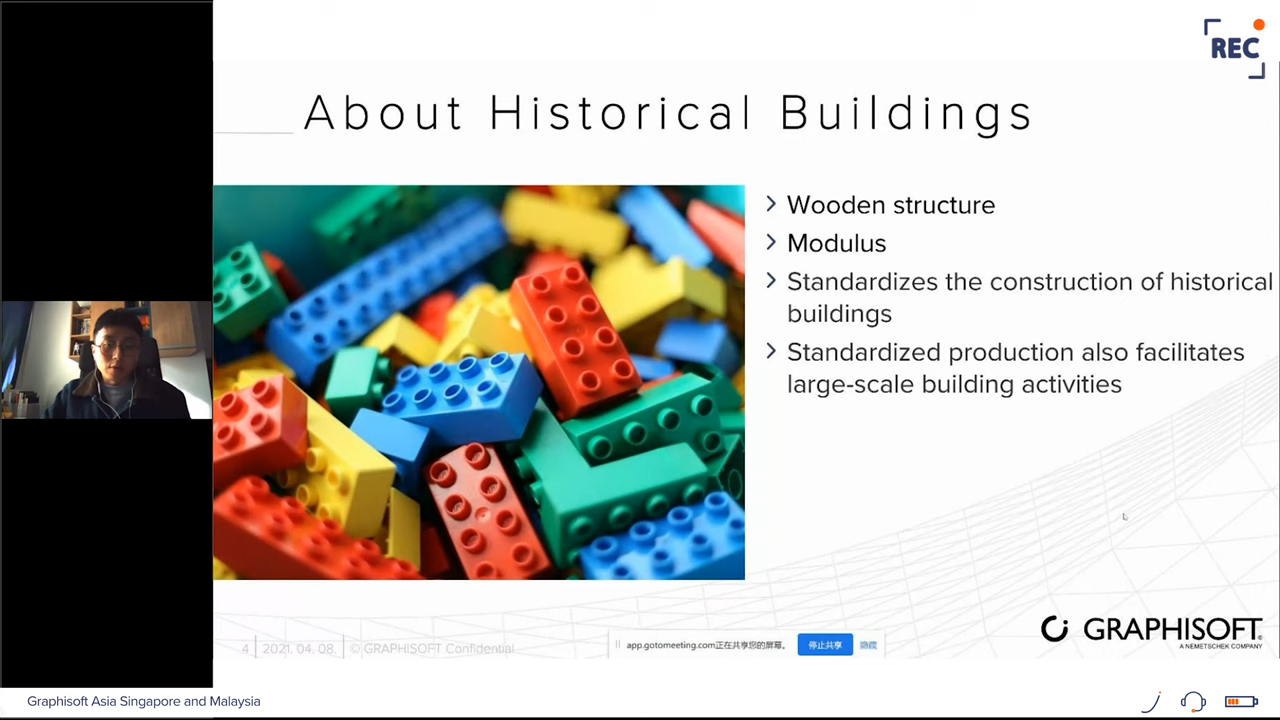 REC
About Historical Buildings
Wooden structure
Modulus
Standardizes the construction of historical
buildings
Standardized production also facilitates
large-scale building activities
4 2021. 04. 08. © GRAPHISOFT Confidential
app.gotomeeting.com正在共享您的屏幕。 停止共享 隐藏
GRAPHISOFT®
A NEMETSCHEK COMPANY
Graphisoft Asia Singapore and Malaysia